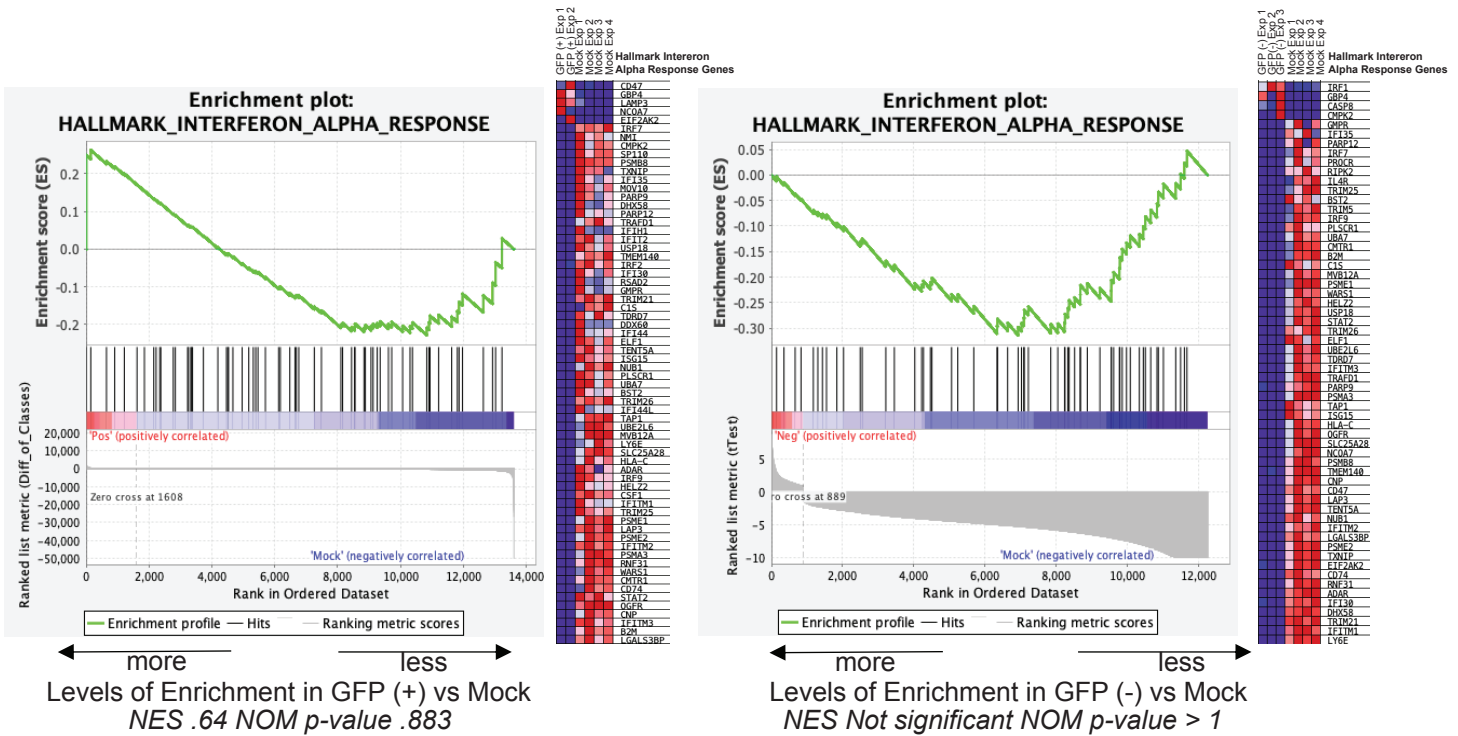 GFP (+) Exp 1
GFP (+) Exp 2
Mock Exp 1
Mock Exp 2
Mock Exp 3
Mock Exp 4
Hallmark Intereron
Alpha Response Genes
Enrichment plot:
HALLMARK_INTERFERON_ALPHA_RESPONSE
Enrichment score (ES)
0.2
0.1
0.0
-0.1
-0.2
'Pos' (positively correlated)
Ranked list metric (Diff_of_Classes)
20,000
10,000
0
-10,000
-20,000
-30,000
-40,000
-50,000
Zero cross at 1608
'Mock' (negatively correlated)
0
2,000
4,000
6,000
8,000
10,000
12,000
14,000
Rank in Ordered Dataset
Enrichment profile
Hits
Ranking metric scores
CD47
GBP4
LAMP3
NCOA7
EIF2AK2
IRF7
NMI
CMPK2
SP110
PSMB8
TXNIP
IFI35
MOV10
PARP9
DHX58
PARP12
TRAFD1
IFIH1
IFIT2
USP18
TMEM140
IRF2
IFI30
RSAD2
GMPR
TRIM21
C1S
TDRD7
DDX60
IFI44
ELF1
TENT5A
ISG15
NUB1
PLSCR1
UBA7
BST2
TRIM26
IFI44L
TAP1
UBE2L6
MVB12A
LY6E
SLC25A28
HLA-C
ADAR
IRF9
HELZ2
CSF1
IFITM1
TRIM25
PSME1
LAP3
PSME2
IFITM2
PSMA3
RNF31
WARS1
CMTR1
CD74
STAT2
OGFR
CNP
IFITM3
B2M
LGALS3BP
more
less
Levels of Enrichment in GFP (+) vs Mock
NES .64 NOM p-value .883
GFP (-) Exp 1
GFP(-) Exp 2
GFP (-) Exp 3
Mock Exp 1
Mock Exp 2
Mock Exp 3
Mock Exp 4
Hallmark Intereron
Alpha Response Genes
Enrichment plot:
HALLMARK_INTERFERON_ALPHA_RESPONSE
Enrichment score (ES)
0.05
0.00
-0.05
-0.10
-0.15
-0.20
-0.25
-0.30
'Neg' (positively correlated)
Ranked list metric (tTest)
5
0
-5
-10
ro cross at 889
'Mock' (negatively correlated)
0
2,000
4,000
6,000
8,000
10,000
12,000
Rank in Ordered Dataset
Enrichment profile
Hits
Ranking metric scores
IRF1
GBP4
CASP8
CMPK2
GMPR
IFI35
PARP12
IRF7
PROCR
RIPK2
IL4R
TRIM25
BST2
TRIM5
IRF9
PLSCR1
UBA7
CMTR1
B2M
C1S
MVB12A
PSME1
WARS1
HELZ2
USP18
STAT2
TRIM26
ELF1
UBE2L6
TDRD7
IFITM3
TRAFD1
PARP9
PSMA3
TAP1
ISG15
HLA-C
OGFR
SLC25A28
NCOA7
PSMB8
TMEM140
CNP
CD47
LAP3
TENT5A
NUB1
IFITM2
LGALS3BP
PSME2
TXNIP
EIF2AK2
CD74
RNF31
ADAR
IFI30
DHX58
TRIM21
IFITM1
LY6E
more
less
Levels of Enrichment in GFP (-) vs Mock
NES Not significant NOM p-value > 1